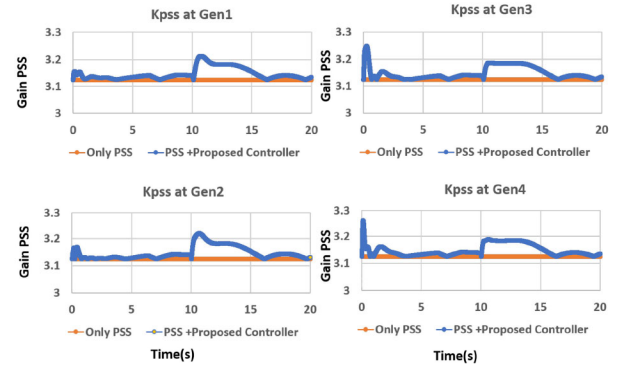 Kpss at Gen1
Gain PSS
3.3
3.2
3.1
3
0 5 10 15 20
Only PSS PSS +Proposed Controller
Kpss at Gen3
Gain PSS
3.3
3.2
3.1
3
0 5 10 15 20
Only PSS PSS +Proposed Controller
Kpss at Gen2
Gain PSS
3.3
3.2
3.1
3
0 5 10 15 20
Only PSS PSS +Proposed Controller
Time(s)
Kpss at Gen4
Gain PSS
3.3
3.2
3.1
3
0 5 10 15 20
Only PSS PSS +Proposed Controller
Time(s)